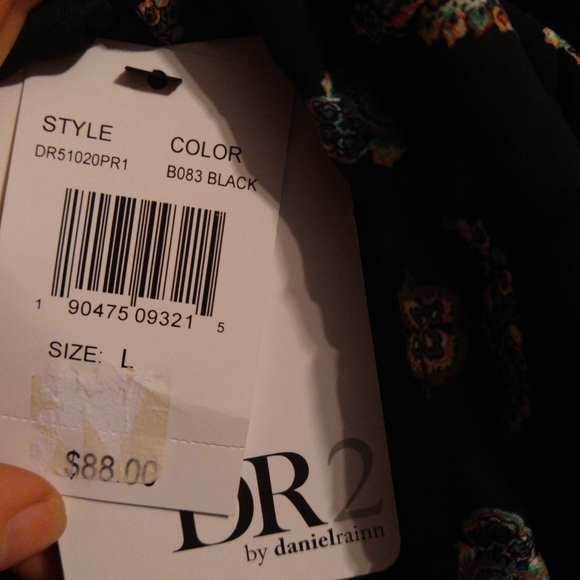 STYLE COLOR
DR51020PR1 B083 BLACK
1 90475 09321 5
SIZE: L
$88.00
DR2
by danielrainn